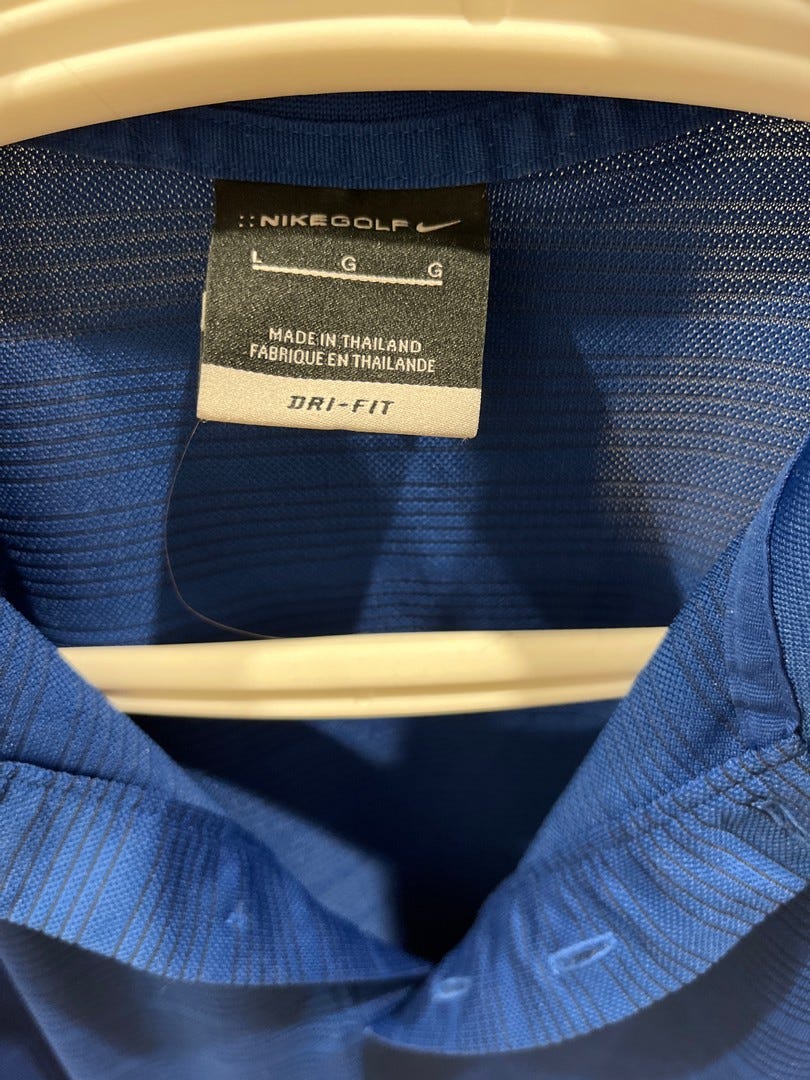 NIKEGOLF
L G G
MADE IN THAILAND
FABRIQUE EN THAILANDE
DRI-FIT